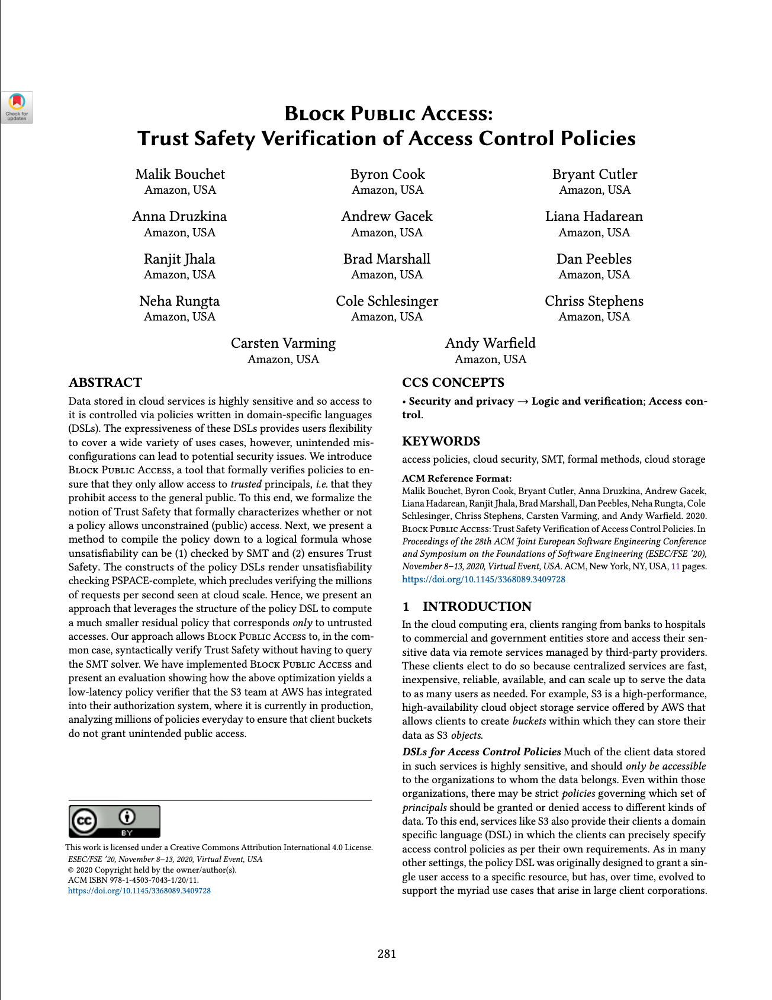 Check for
updates
Block Public Access:
Trust Safety Verification of Access Control Policies
Malik Bouchet
Amazon, USA
Byron Cook
Amazon, USA
Bryant Cutler
Amazon, USA
Anna Druzkina
Amazon, USA
Andrew Gacek
Amazon, USA
Liana Hadarean
Amazon, USA
Ranjit Jhala
Amazon, USA
Brad Marshall
Amazon, USA
Dan Peebles
Amazon, USA
Neha Rungta
Amazon, USA
Cole Schlesinger
Amazon, USA
Chriss Stephens
Amazon, USA
Carsten Varming
Amazon, USA
Andy Warfield
Amazon, USA
ABSTRACT
Data stored in cloud services is highly sensitive and so access to
it is controlled via policies written in domain-specific languages
(DSLs). The expressiveness of these DSLs provides users flexibility
to cover a wide variety of uses cases, however, unintended mis-
configurations can lead to potential security issues. We introduce
Block Public Access, a tool that formally verifies policies to en-
sure that they only allow access to trusted principals, i.e. that they
prohibit access to the general public. To this end, we formalize the
notion of Trust Safety that formally characterizes whether or not
a policy allows unconstrained (public) access. Next, we present a
method to compile the policy down to a logical formula whose
unsatisfiability can be (1) checked by SMT and (2) ensures Trust
Safety. The constructs of the policy DSLs render unsatisfiability
checking PSPACE-complete, which precludes verifying the millions
of requests per second seen at cloud scale. Hence, we present an
approach that leverages the structure of the policy DSL to compute
a much smaller residual policy that corresponds only to untrusted
accesses. Our approach allows Block Public Access to, in the com-
mon case, syntactically verify Trust Safety without having to query
the SMT solver. We have implemented Block Public Access and
present an evaluation showing how the above optimization yields a
low-latency policy verifier that the S3 team at AWS has integrated
into their authorization system, where it is currently in production,
analyzing millions of policies everyday to ensure that client buckets
do not grant unintended public access.
cc
BY
This work is licensed under a Creative Commons Attribution International 4.0 License.
ESEC/FSE ’20, November 8–13, 2020, Virtual Event, USA
© 2020 Copyright held by the owner/author(s).
ACM ISBN 978-1-4503-7043-1/20/11.
https://doi.org/10.1145/3368089.3409728
CCS CONCEPTS
• Security and privacy → Logic and verification; Access con-
trol.
KEYWORDS
access policies, cloud security, SMT, formal methods, cloud storage
ACM Reference Format:
Malik Bouchet, Byron Cook, Bryant Cutler, Anna Druzkina, Andrew Gacek,
Liana Hadarean, Ranjit Jhala, Brad Marshall, Dan Peebles, Neha Rungta, Cole
Schlesinger, Chriss Stephens, Carsten Varming, and Andy Warfield. 2020.
Block Public Access: Trust Safety Verification of Access Control Policies. In
Proceedings of the 28th ACM Joint European Software Engineering Conference
and Symposium on the Foundations of Software Engineering (ESEC/FSE ’20),
November 8–13, 2020, Virtual Event, USA. ACM, New York, NY, USA, 11 pages.
https://doi.org/10.1145/3368089.3409728
1 INTRODUCTION
In the cloud computing era, clients ranging from banks to hospitals
to commercial and government entities store and access their sen-
sitive data via remote services managed by third-party providers.
These clients elect to do so because centralized services are fast,
inexpensive, reliable, available, and can scale up to serve the data
to as many users as needed. For example, S3 is a high-performance,
high-availability cloud object storage service offered by AWS that
allows clients to create buckets within which they can store their
data as S3 objects.
DSLs for Access Control Policies Much of the client data stored
in such services is highly sensitive, and should only be accessible
to the organizations to whom the data belongs. Even within those
organizations, there may be strict policies governing which set of
principals should be granted or denied access to different kinds of
data. To this end, services like S3 also provide their clients a domain
specific language (DSL) in which the clients can precisely specify
access control policies as per their own requirements. As in many
other settings, the policy DSL was originally designed to grant a sin-
gle user access to a specific resource, but has, over time, evolved to
support the myriad use cases that arise in large client corporations.
281